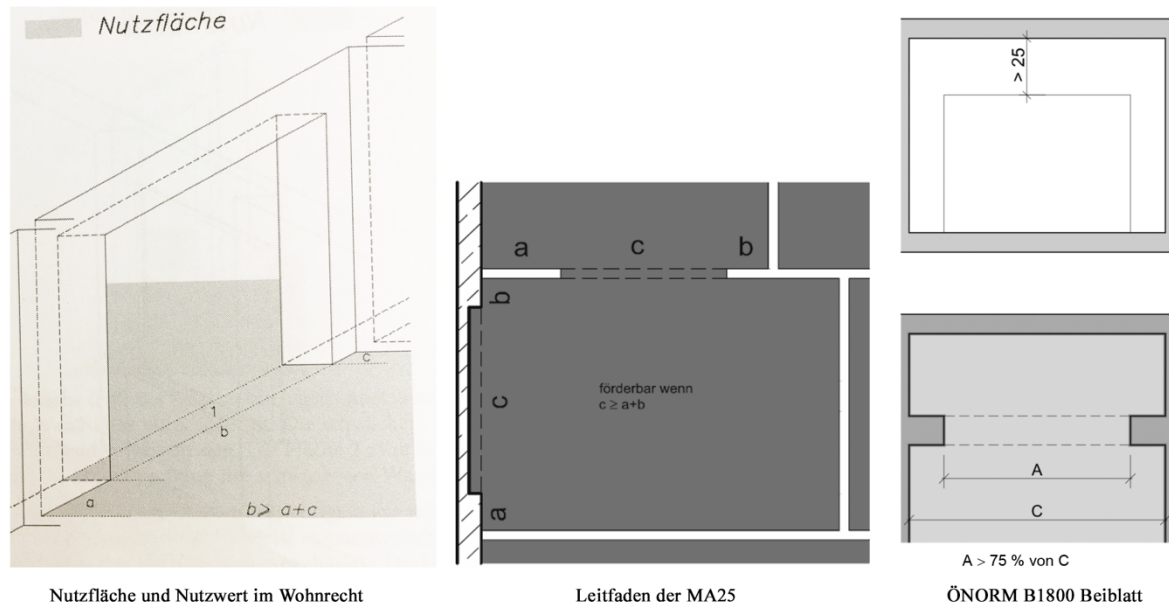 Nutzfläche
1
b
c
a
b> a+c
Nutzfläche und Nutzwert im Wohnrecht
a c b
b
c
a
förderbar wenn
c ≥ a+b
Leitfaden der MA25
> 25
A
C
A > 75 % von C
ÖNORM B1800 Beiblatt